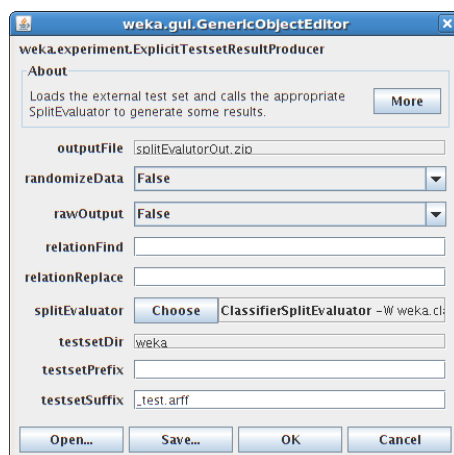 weka.gui.GenericObjectEditor
weka.experiment.ExplicitTestsetResultProducer
About
Loads the external test set and calls the appropriate
SplitEvaluator to generate some results.
More
outputFile splitEvalutorOut.zip
randomizeData False
rawOutput False
relationFind
relationReplace
splitEvaluator Choose ClassifierSplitEvaluator -W weka.cl
testsetDir weka
testsetPrefix
testsetSuffix _test.arff
Open... Save... OK Cancel